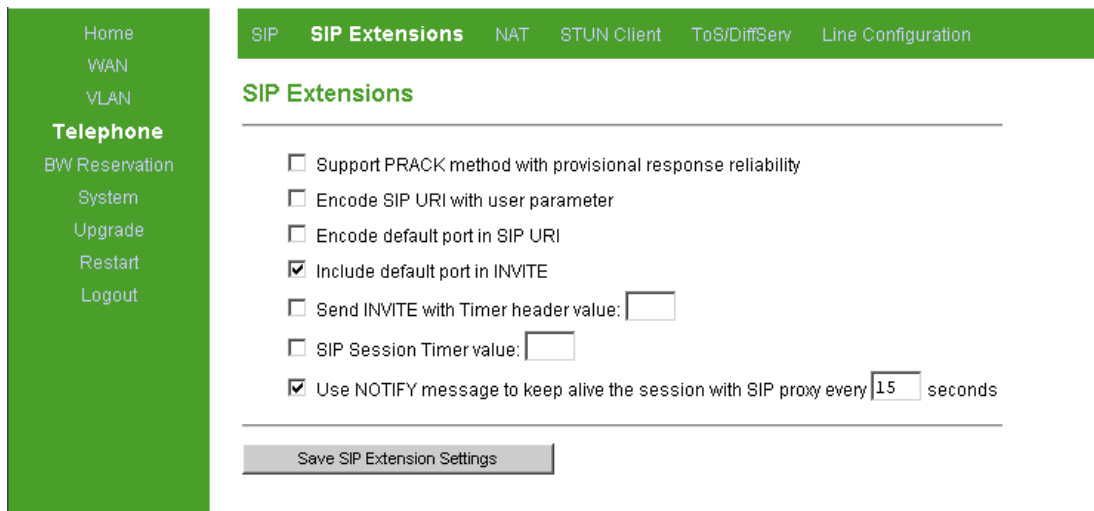 Home
WAN
VLAN
Telephone
BW Reservation
System
Upgrade
Restart
Logout
SIP SIP Extensions NAT STUN Client ToS/DiffServ Line Configuration
SIP Extensions
Support PRACK method with provisional response reliability
Encode SIP URI with user parameter
Encode default port in SIP URI
Include default port in INVITE
Send INVITE with Timer header value:
SIP Session Timer value:
Use NOTIFY message to keep alive the session with SIP proxy every 15 seconds
Save SIP Extension Settings